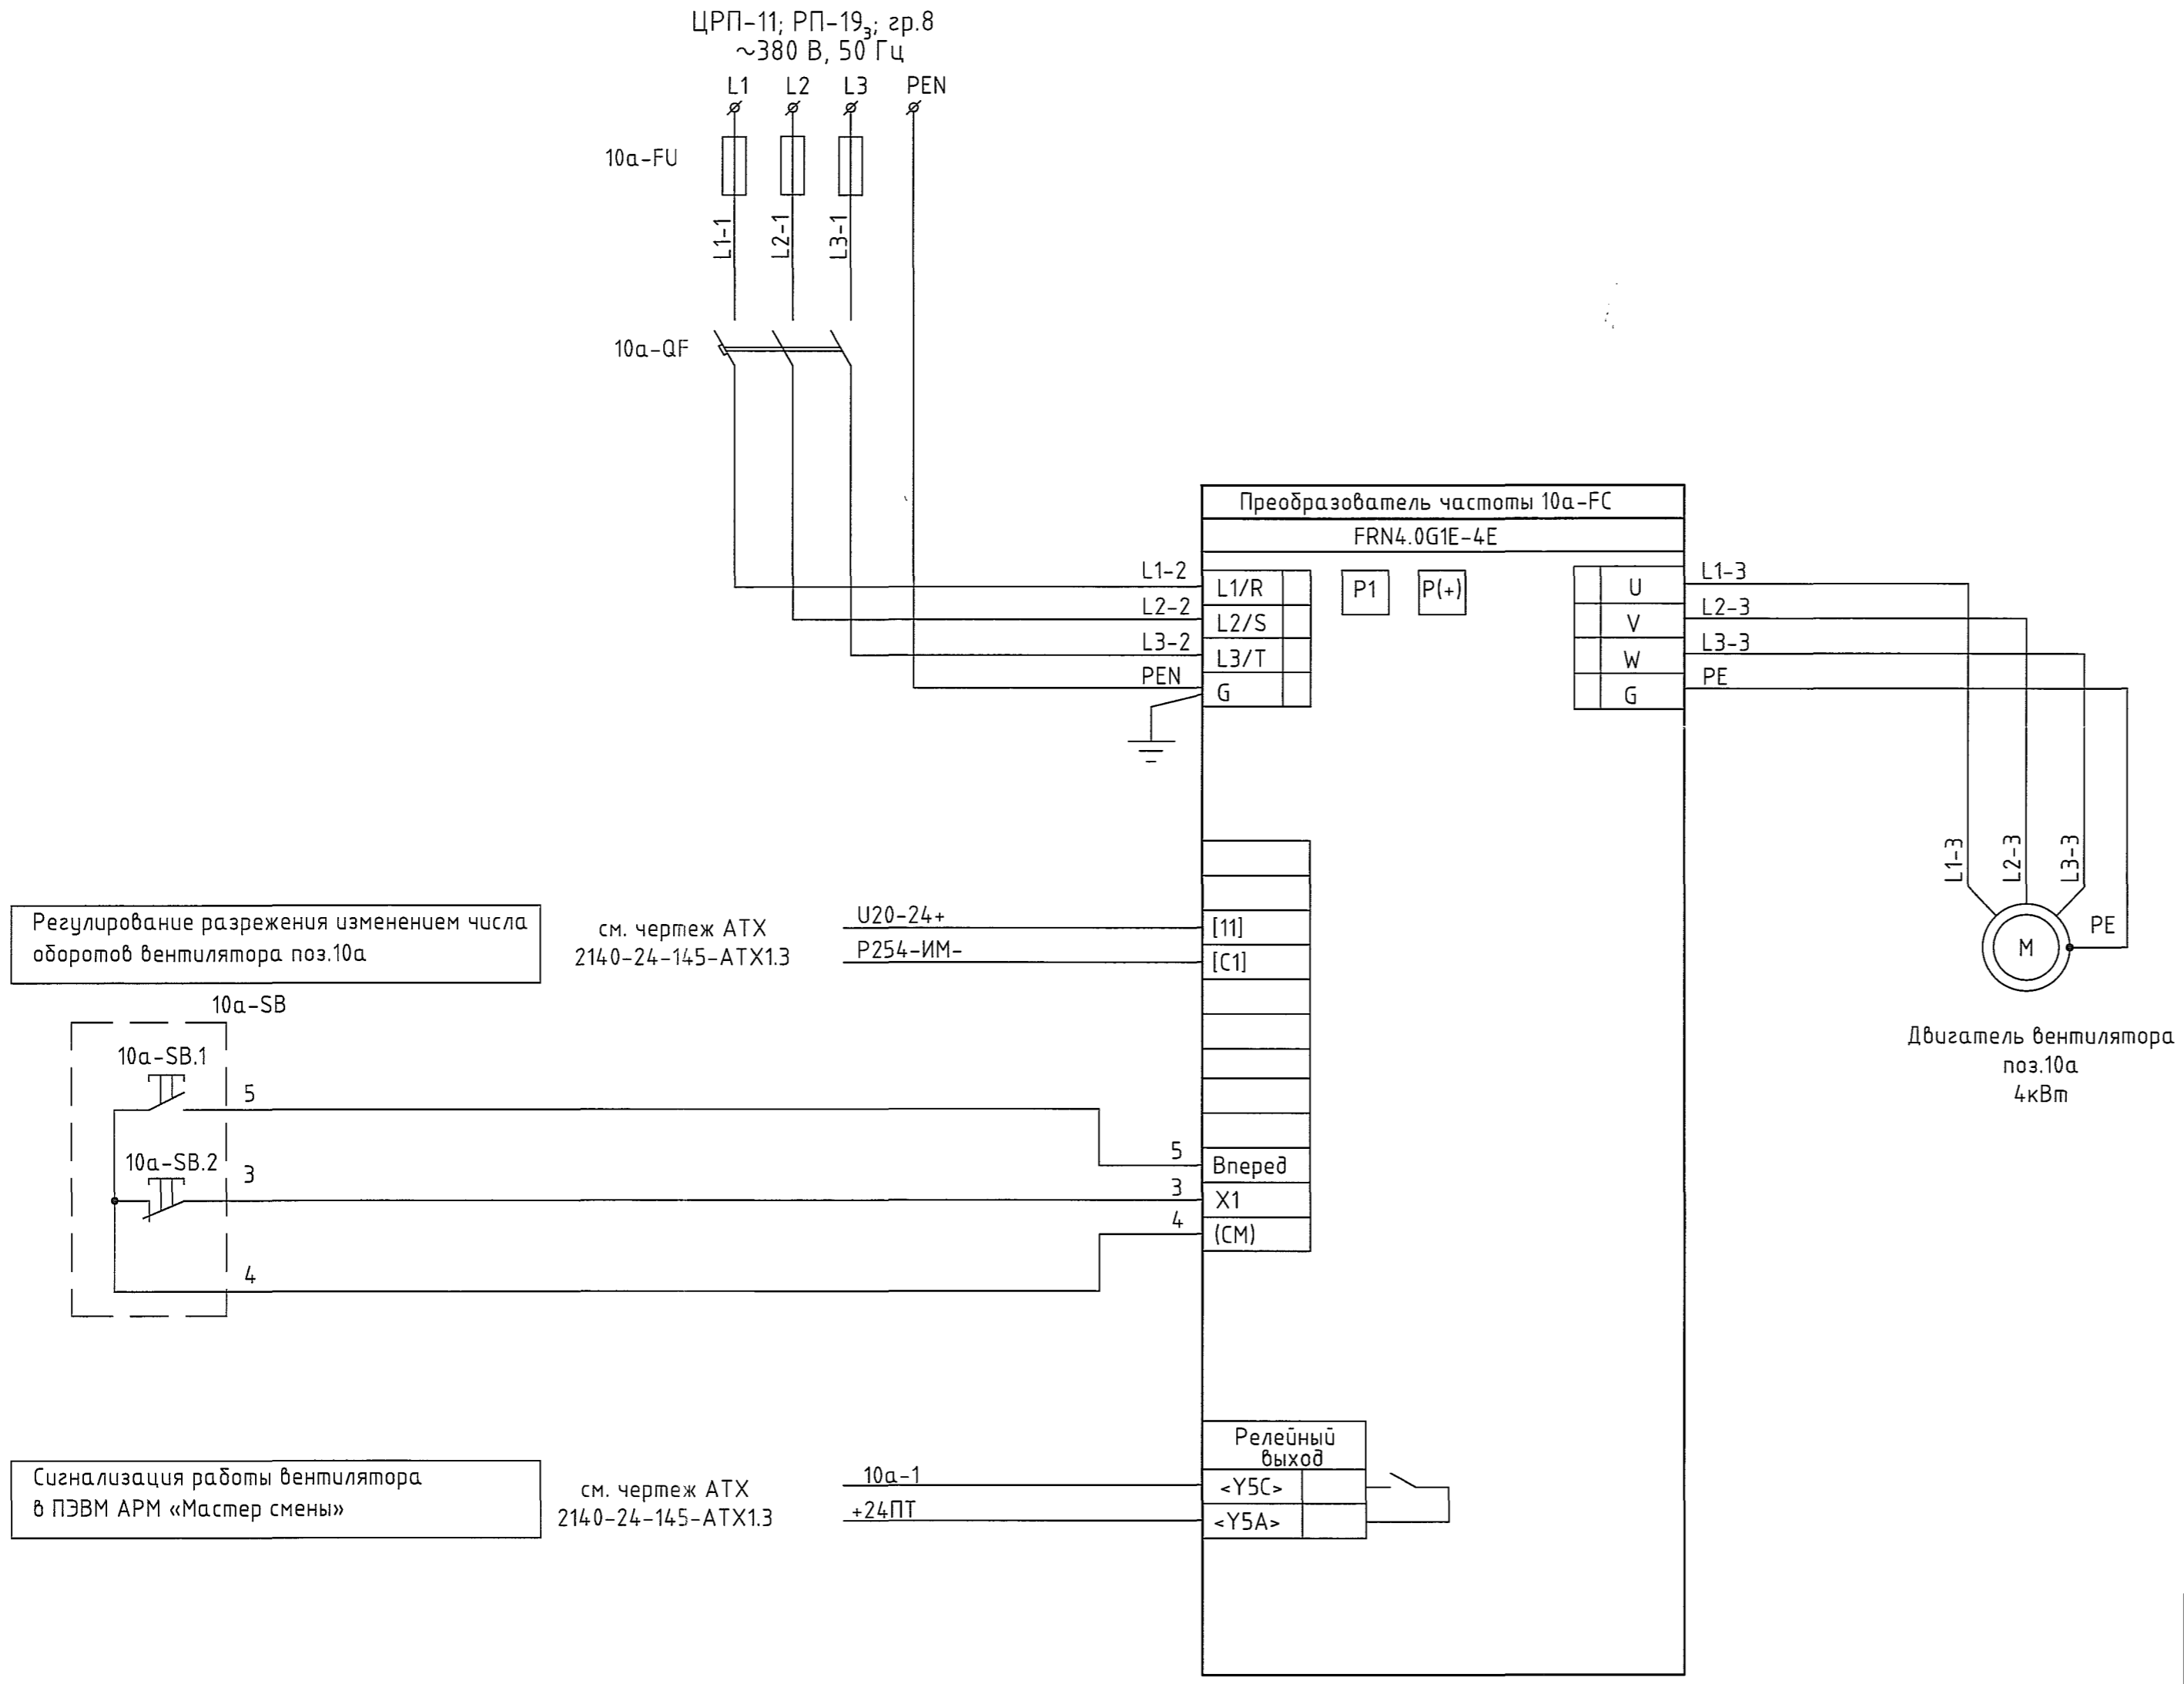 ЦРП-11; РП-19₃; гр.8
~380 В, 50 Гц
L1 L2 L3 PEN
10а-FU
L1-1 L2-1 L3-1
10а-QF
Преобразователь частоты 10а-FC
FRN4.0G1E-4E
L1-2 L1/R P1 P(+) U L1-3
L2-2 L2/S V L2-3
L3-2 L3/T W L3-3
PEN G G PE
L1-3 L2-3 L3-3
PE
M
Двигатель вентилятора
поз.10а
4кВт
Регулирование разрежения изменением числа
оборотов вентилятора поз.10а
см. чертеж АТХ
2140-24-145-АТХ1.3
U20-24+ [11]
P254-ИМ- [C1]
10а-SB
10а-SB.1
5
10а-SB.2
3
4
5 Вперед
3 X1
4 (CM)
Релейный
выход
Сигнализация работы вентилятора
в ПЭВМ АРМ «Мастер смены»
см. чертеж АТХ
2140-24-145-АТХ1.3
10а-1 <Y5C>
+24ПТ <Y5A>